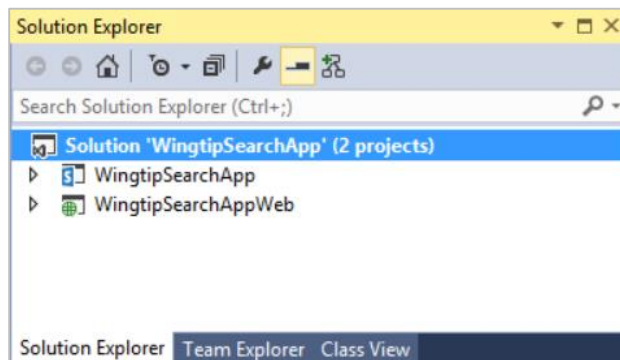 Solution Explorer
Search Solution Explorer (Ctrl+;)
Solution 'WingtipSearchApp' (2 projects)
WingtipSearchApp
WingtipSearchAppWeb
Solution Explorer Team Explorer Class View